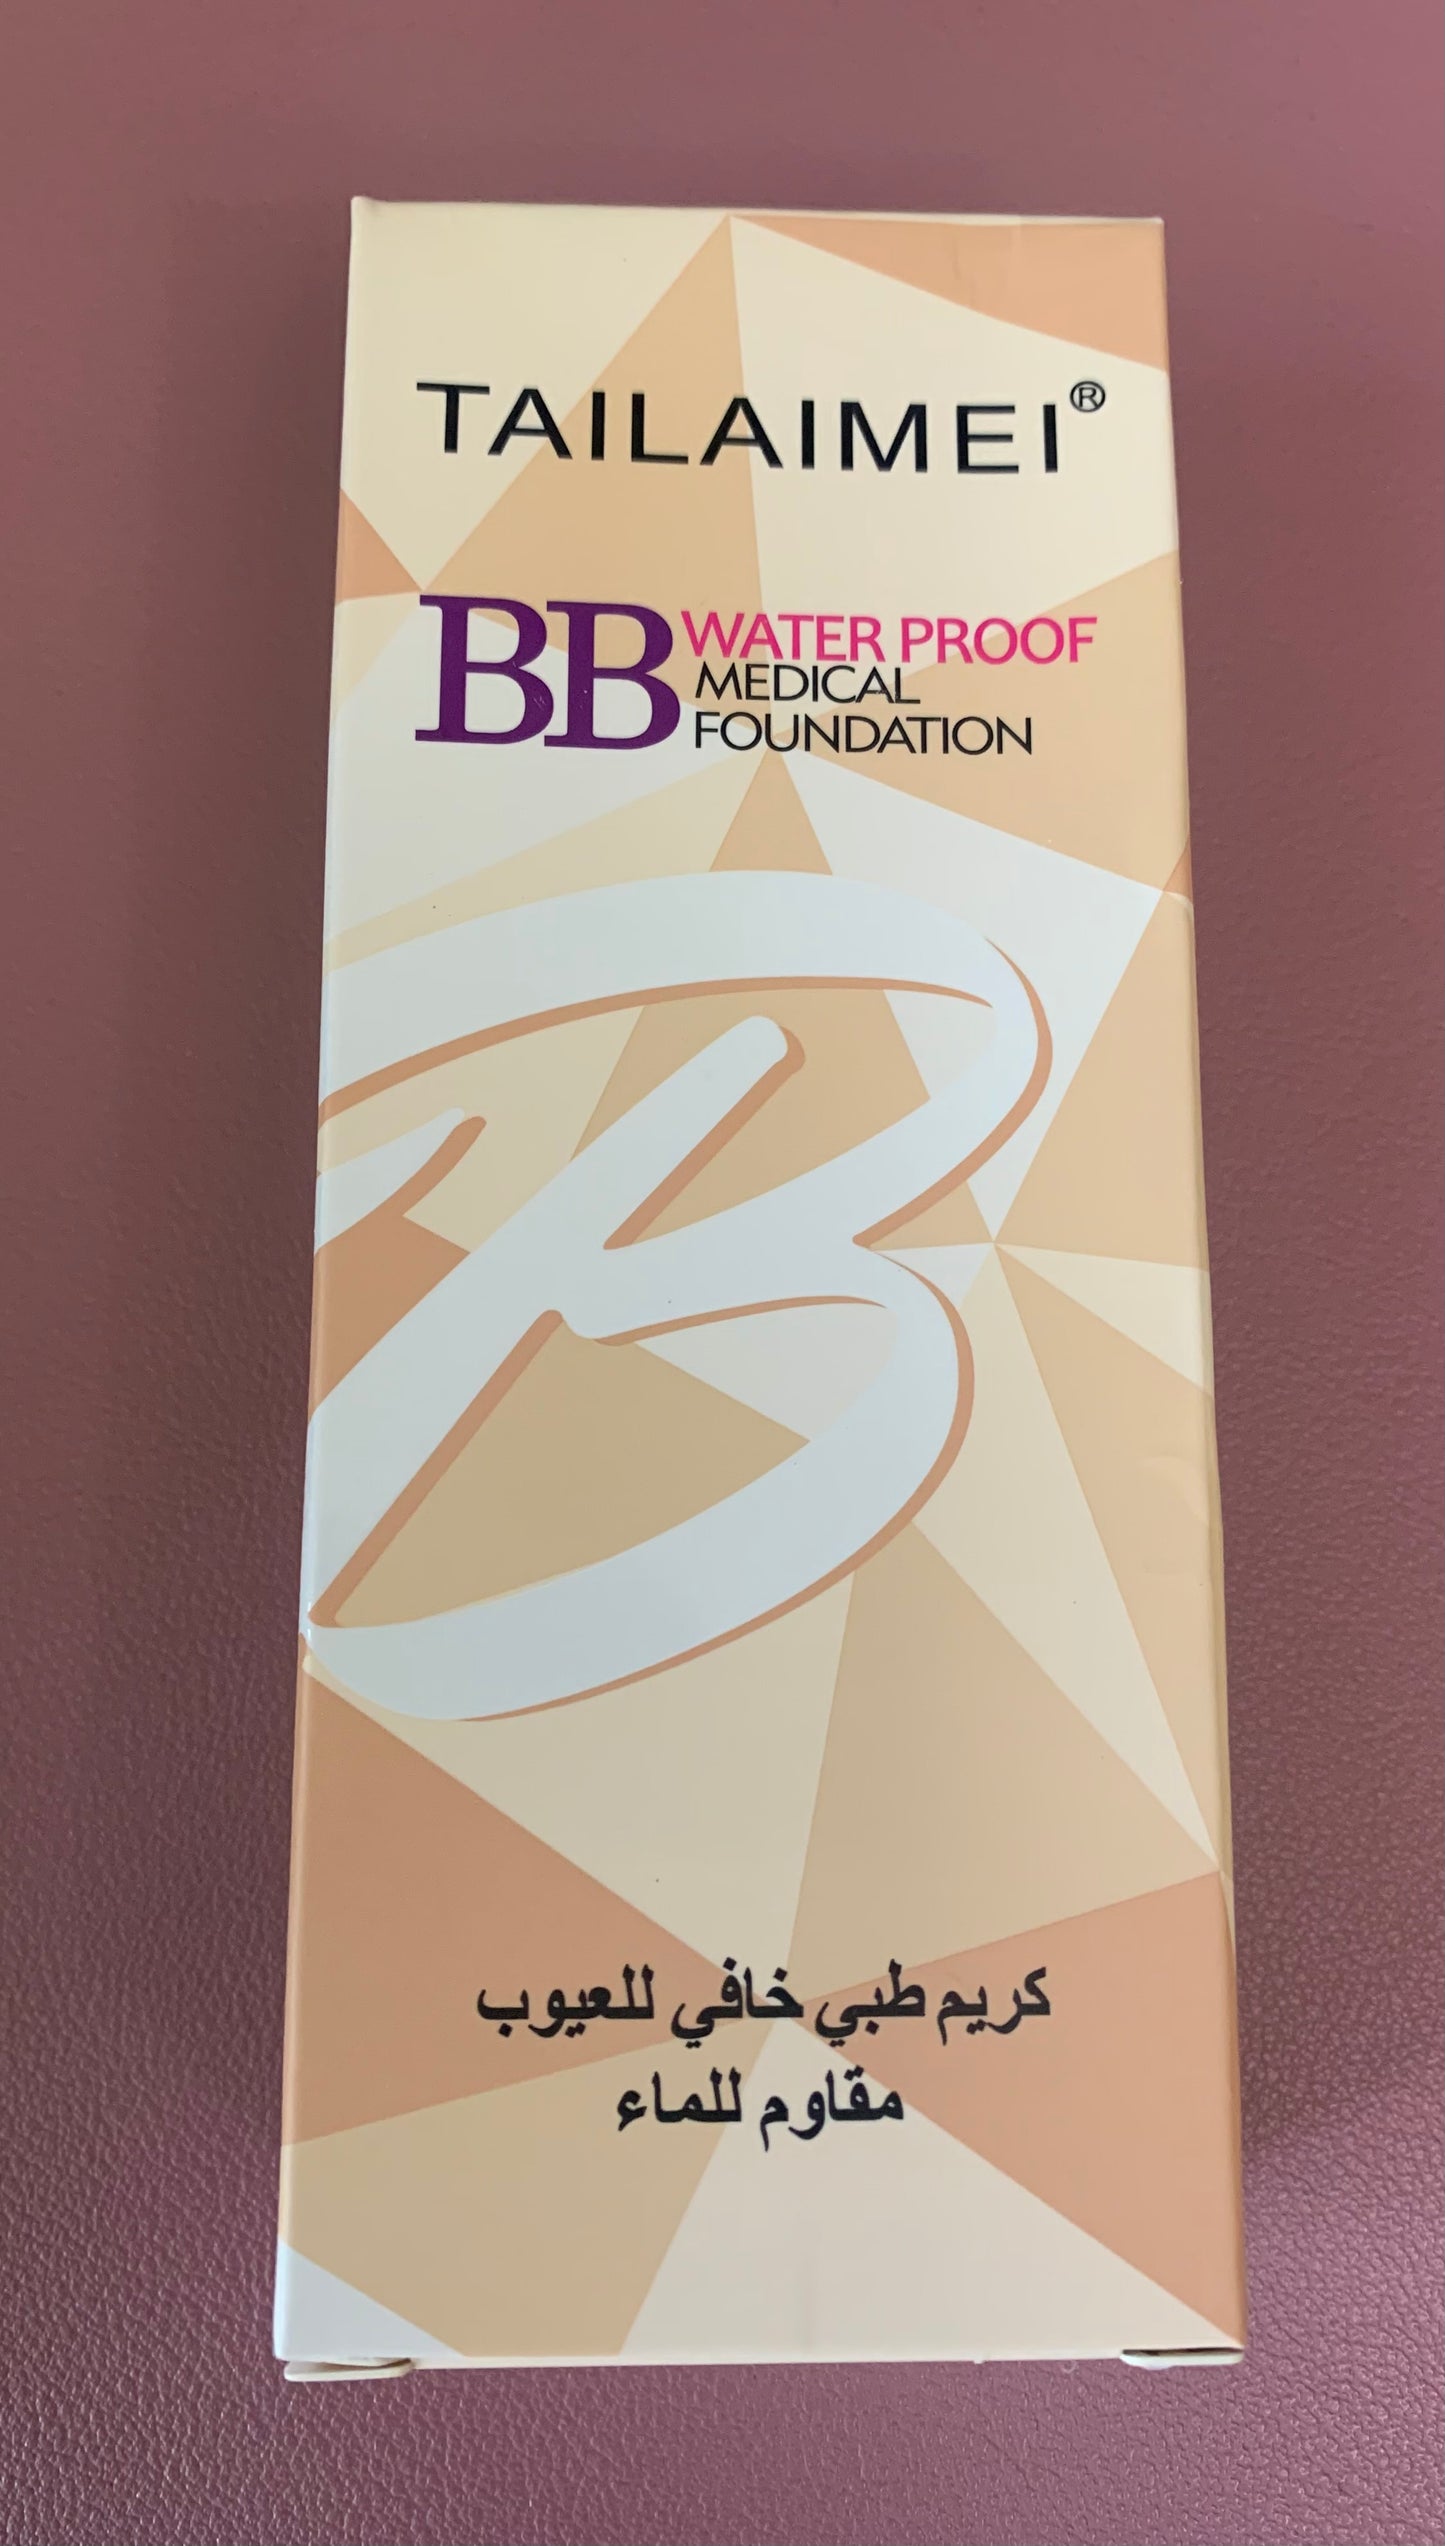 TAILAIMEI®
BB WATER PROOF
MEDICAL
FOUNDATION
كريم طبي خافي للعيوب
مقاوم للماء